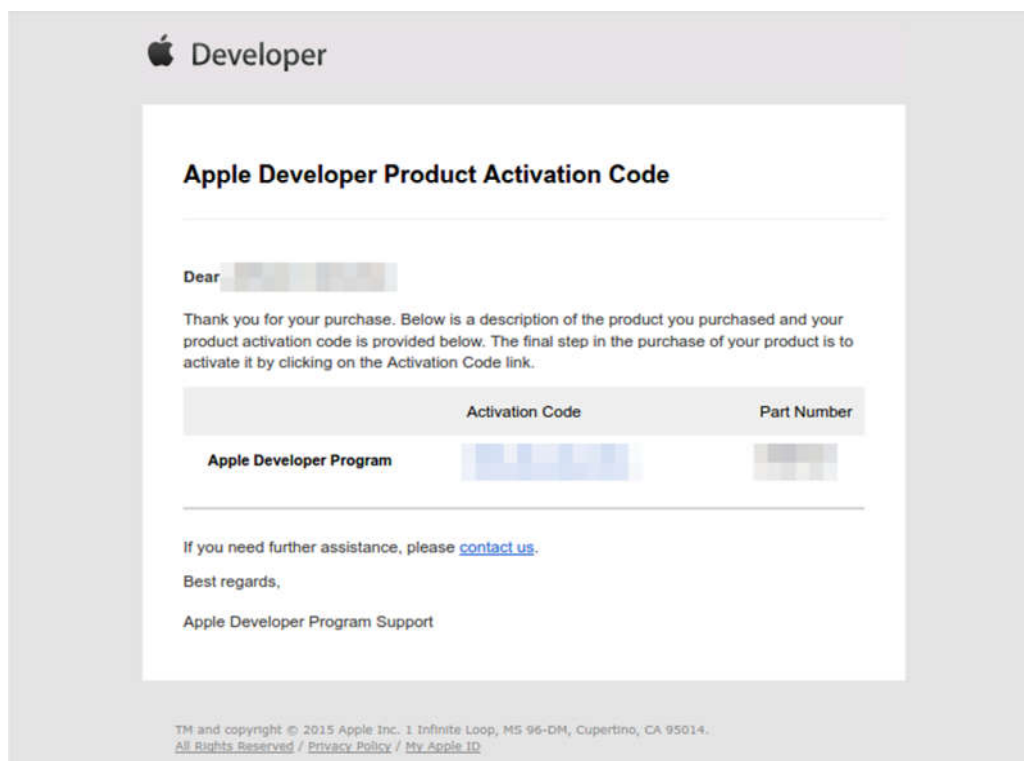 Developer
Apple Developer Product Activation Code
Dear
Thank you for your purchase. Below is a description of the product you purchased and your
product activation code is provided below. The final step in the purchase of your product is to
activate it by clicking on the Activation Code link.
Activation Code Part Number
Apple Developer Program
If you need further assistance, please contact us.
Best regards,
Apple Developer Program Support
TM and copyright © 2015 Apple Inc. 1 Infinite Loop, MS 96-DM, Cupertino, CA 95014.
All Rights Reserved / Privacy Policy / My Apple ID